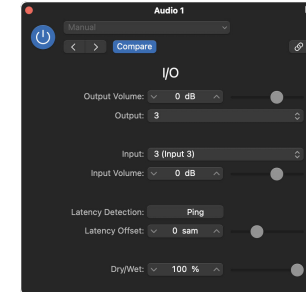 Audio 1
Manual
Compare
I/O
Output Volume: 0 dB
Output: 3
Input: 3 (Input 3)
Input Volume: 0 dB
Latency Detection: Ping
Latency Offset: 0 sam
Dry/Wet: 100 %